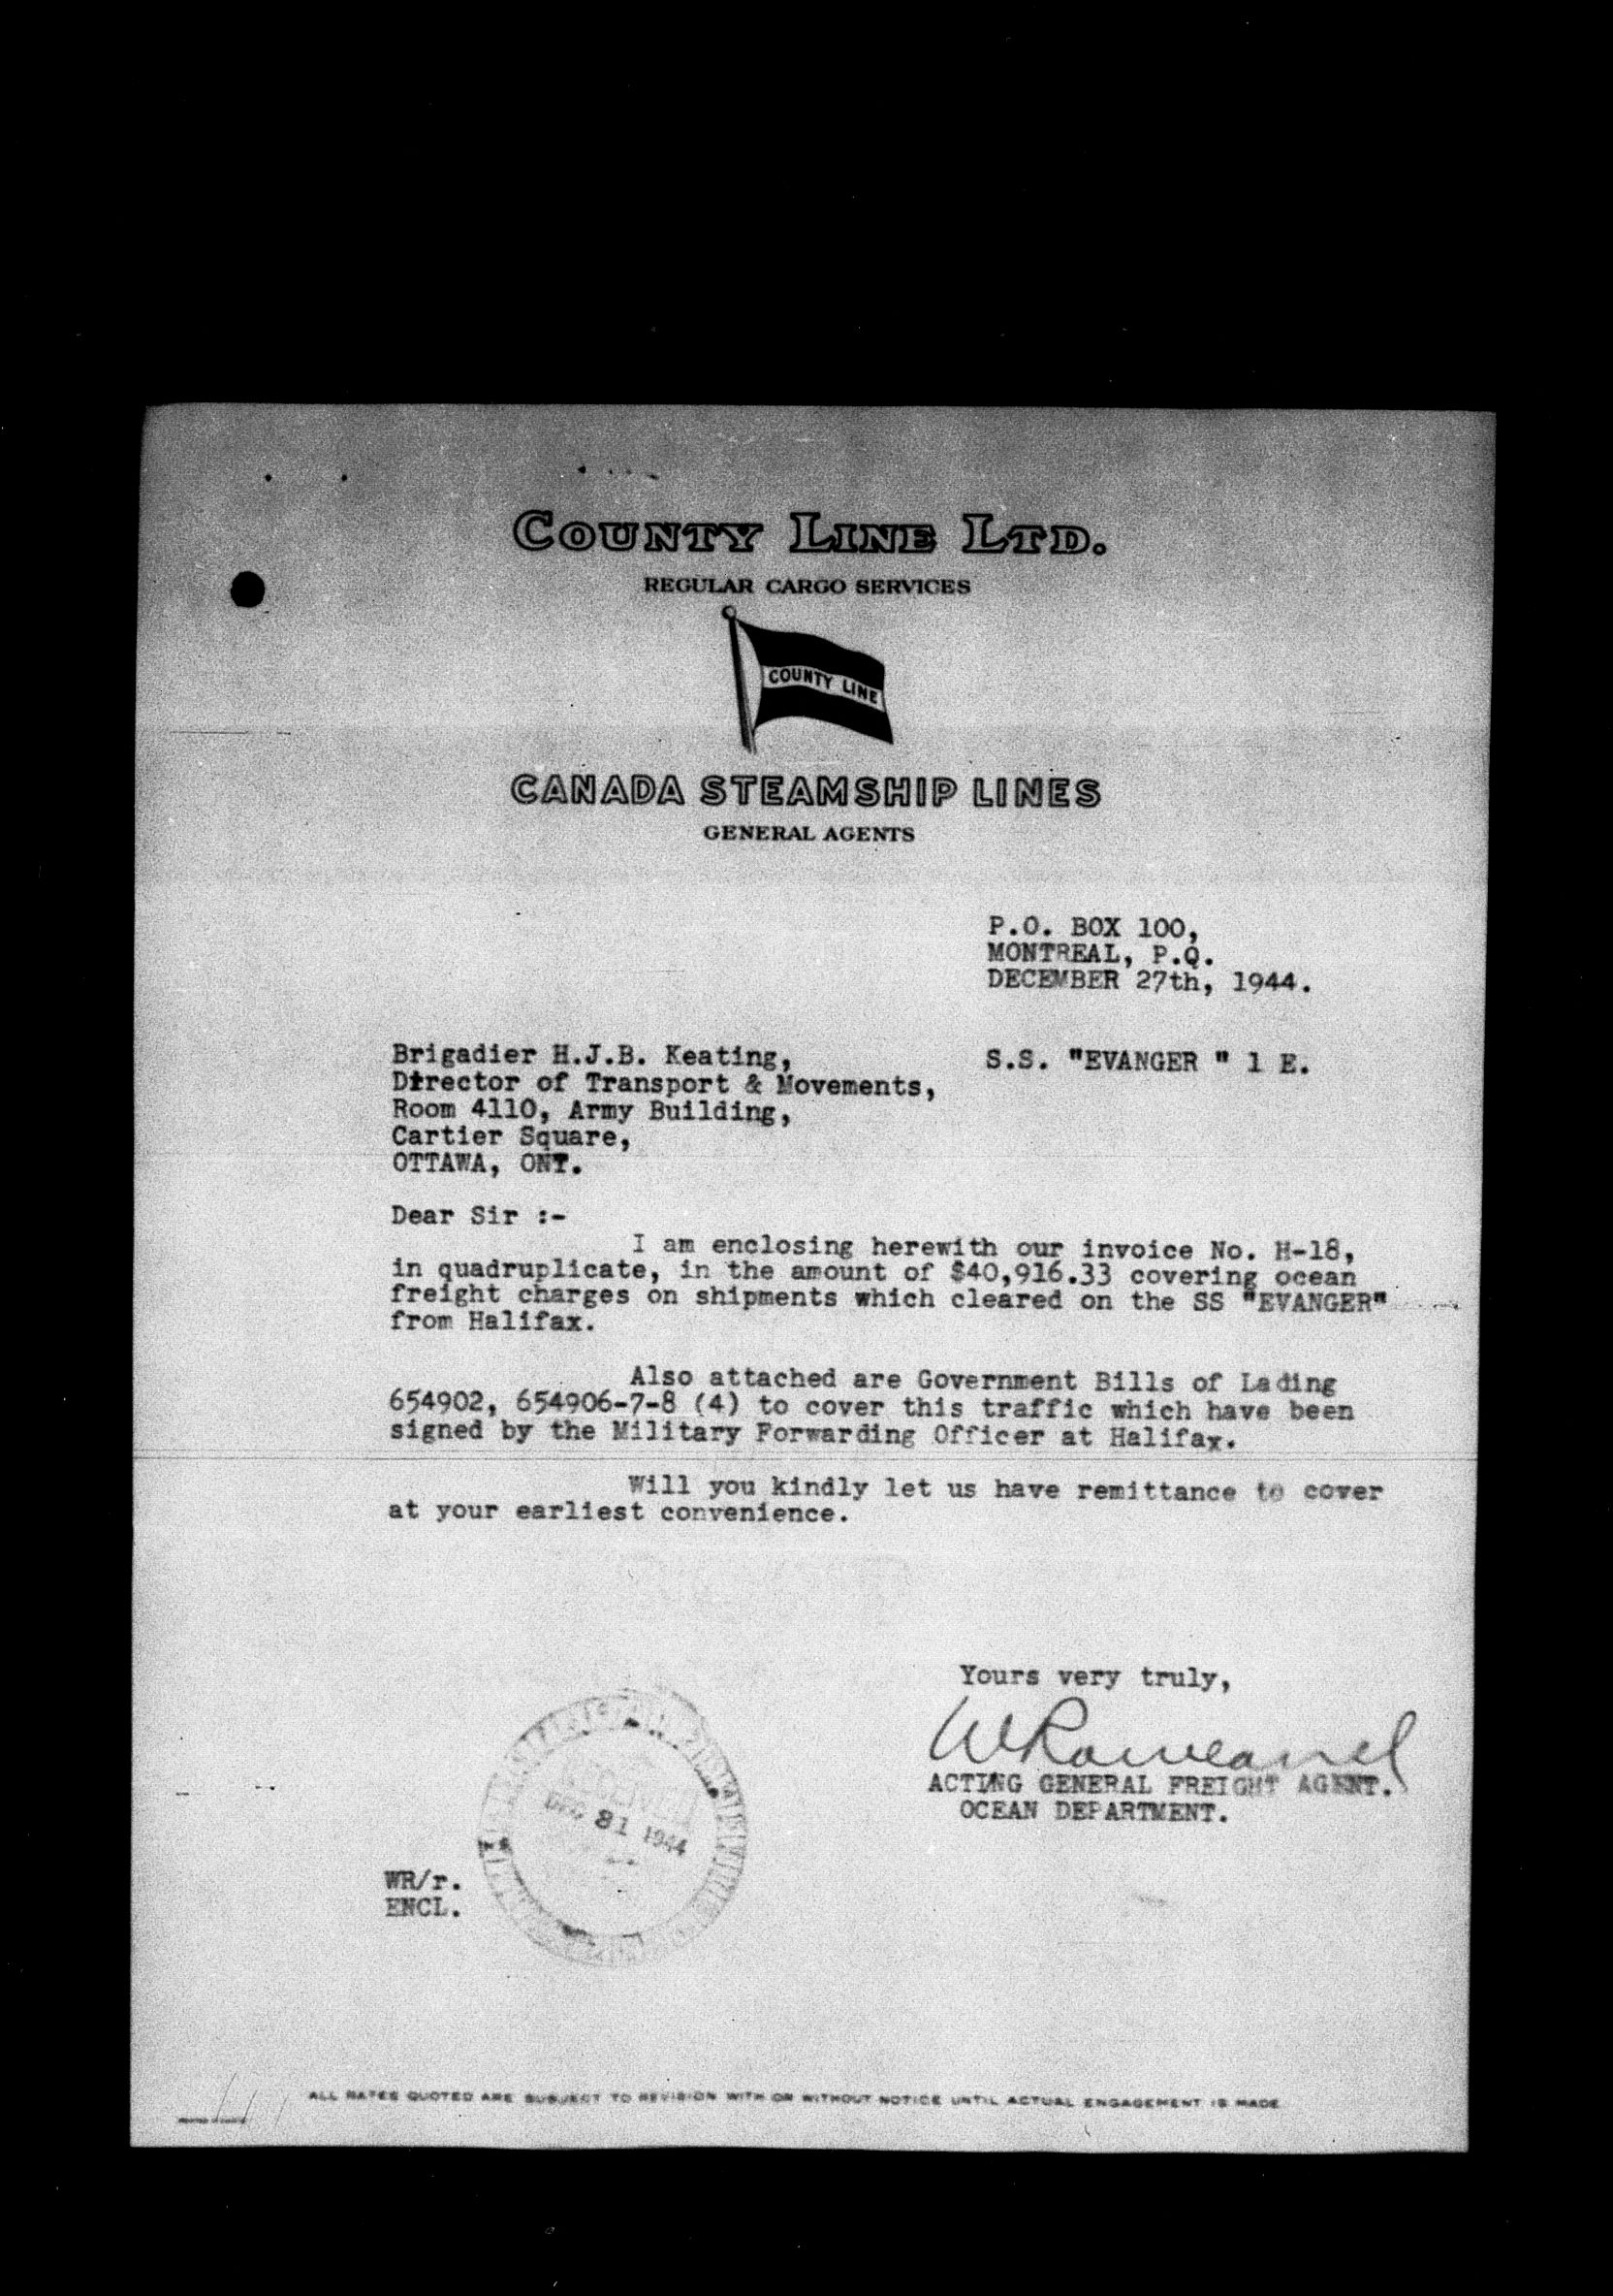 COUNTY LINE LTD.
REGULAR CARGO SERVICES
COUNTY LINE
CANADA STEAMSHIP LINES
GENERAL AGENTS
P.O. BOX 100,
MONTREAL, P.Q.
DECEMBER 27th, 1944.
Brigadier H.J.B. Keating,
S.S. "EVANGER " 1 E.
Director of Transport & Movements,
Room 4110, Army Building,
Cartier Square,
OTTAWA, ONT.
Dear Sir :-
I am enclosing herewith our invoice No. H-18,
in quadruplicate, in the amount of $40,916.33 covering ocean
freight charges on shipments which cleared on the SS "EVANGER"
from Halifax.
Also attached are Government Bills of Lading
654902, 654906-7-8 (4) to cover this traffic which have been
signed by the Military Forwarding Officer at Halifax.
Will you kindly let us have remittance to cover
at your earliest convenience.
Yours very truly,
ACTING GENERAL FREIGHT AGENT.
OCEAN DEPARTMENT.
RECEIVED
DEC 31 1944
WR/r.
ENCL.
ALL RATES QUOTED ARE SUBJECT TO REVISION WITH OR WITHOUT NOTICE UNTIL ACTUAL ENGAGEMENT IS MADE